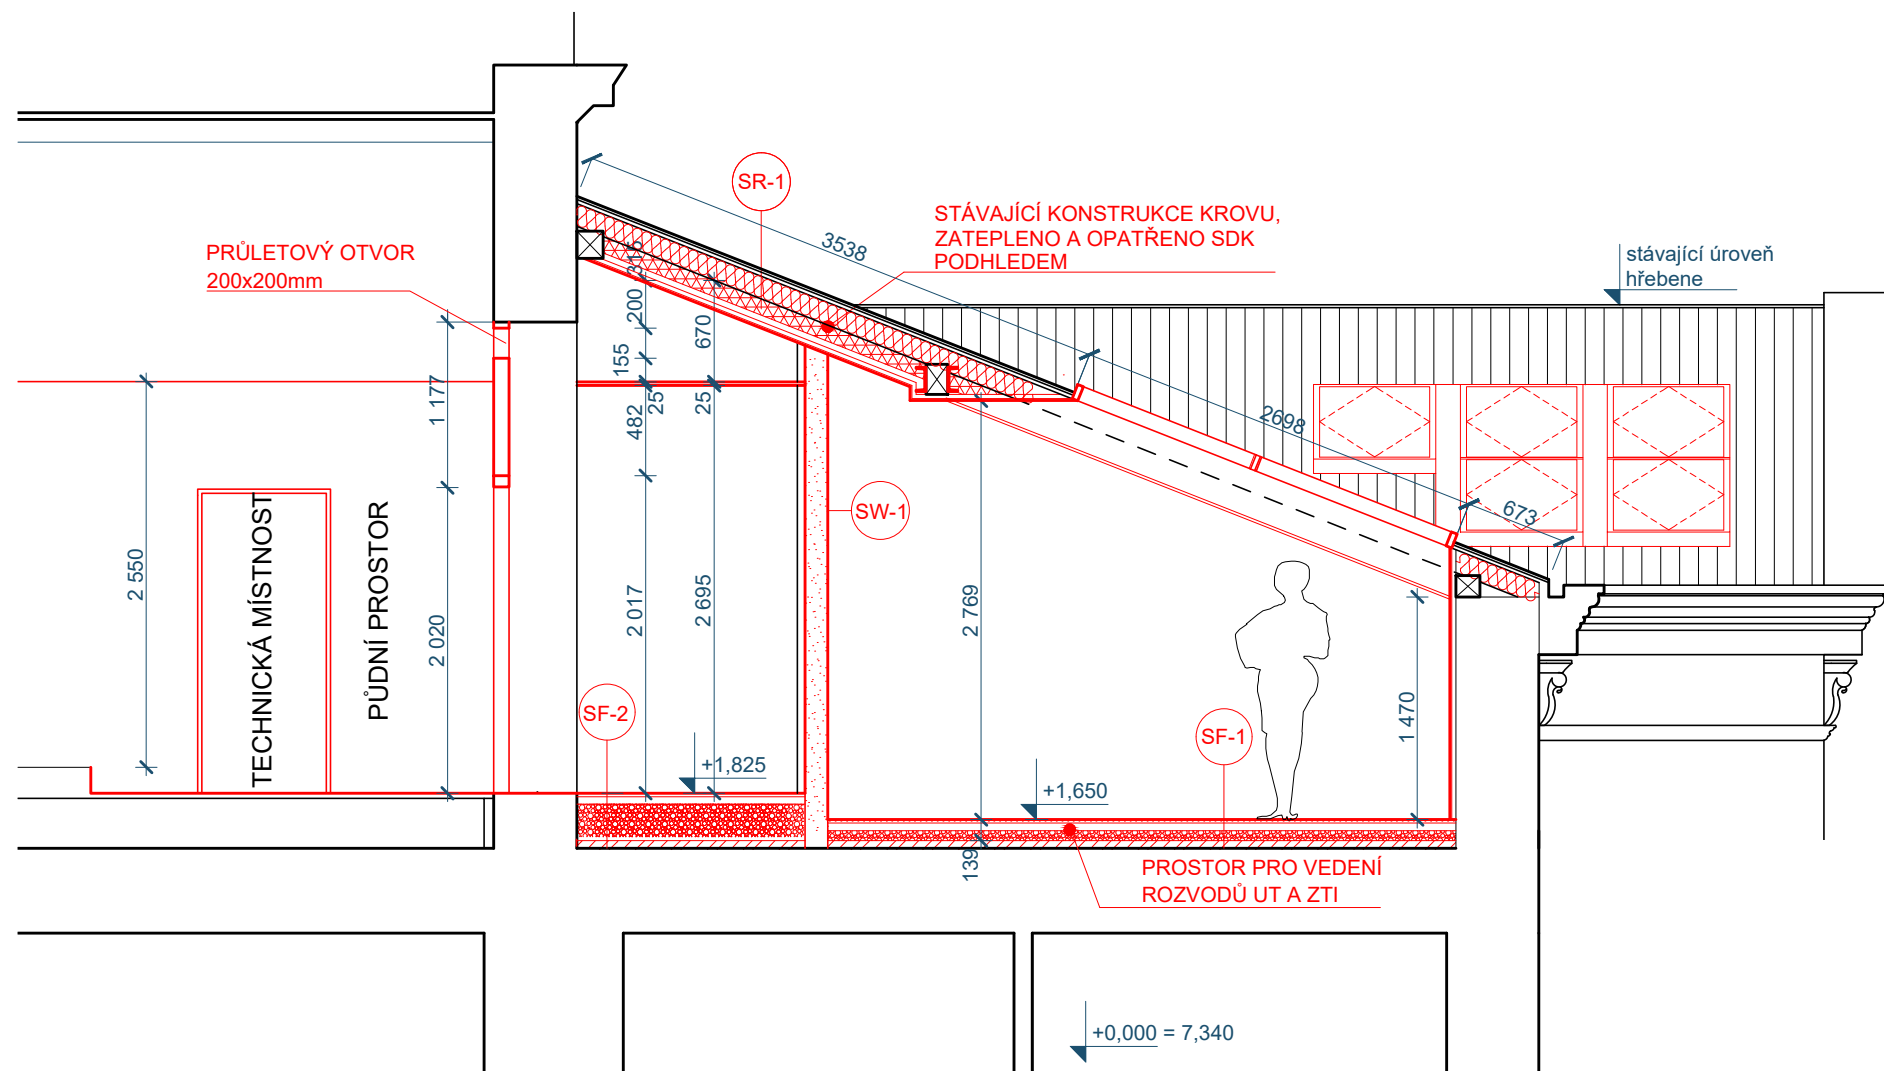 SR-1
STÁVAJÍCÍ KONSTRUKCE KROVU,
ZATEPLENO A OPATŘENO SDK
PODHLEDEM
PRŮLETOVÝ OTVOR
200x200mm
3538
stávající úroveň
hřebene
200
670
155
25
25
482
1 177
2698
673
SW-1
2 550
TECHNICKÁ MÍSTNOST
PŮDNÍ PROSTOR
2 020
2 017
2 695
2 769
1 470
SF-2
SF-1
+1,825
+1,650
139
PROSTOR PRO VEDENÍ
ROZVODŮ UT A ZTI
+0,000 = 7,340